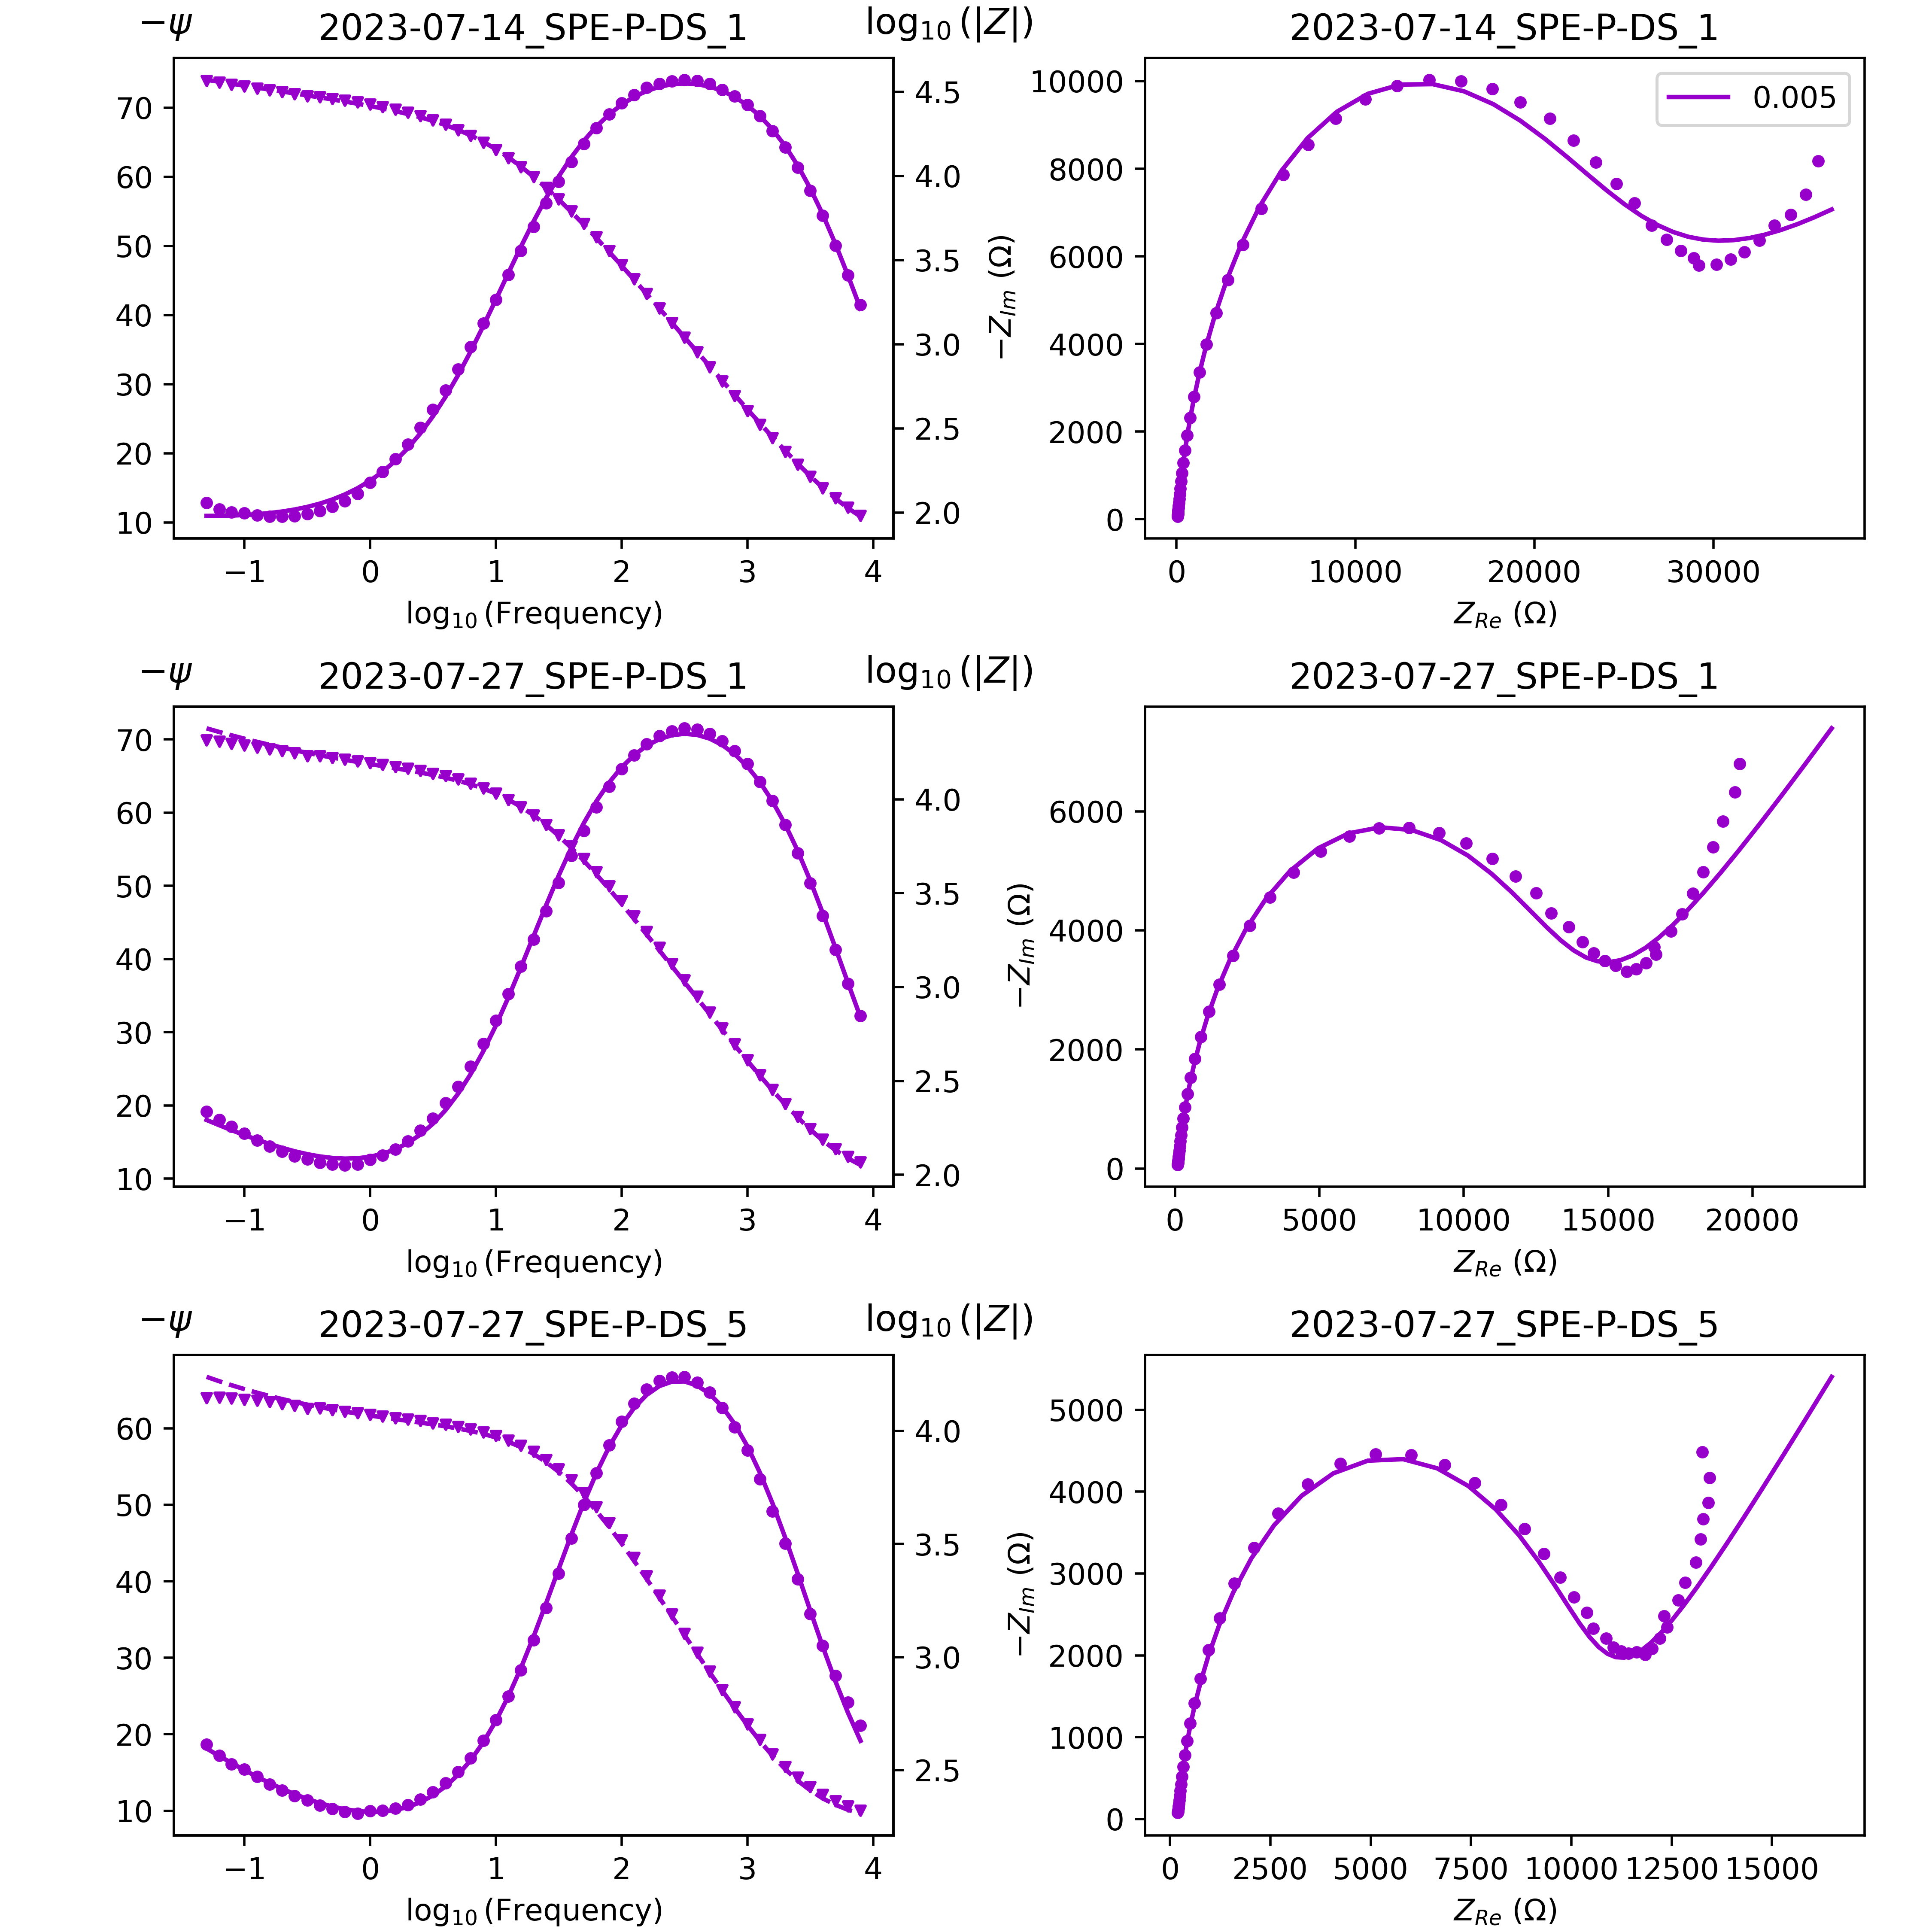 −ψ 2023-07-14_SPE-P-DS_1 log₁₀(|Z|)
70
60
50
40
30
20
10
4.5
4.0
3.5
3.0
2.5
2.0
−1 0 1 2 3 4
log₁₀(Frequency)
2023-07-14_SPE-P-DS_1
0.005
−Z_Im (Ω)
10000
8000
6000
4000
2000
0
0 10000 20000 30000
Z_Re (Ω)
−ψ 2023-07-27_SPE-P-DS_1 log₁₀(|Z|)
70
60
50
40
30
20
10
4.0
3.5
3.0
2.5
2.0
−1 0 1 2 3 4
log₁₀(Frequency)
2023-07-27_SPE-P-DS_1
−Z_Im (Ω)
6000
4000
2000
0
0 5000 10000 15000 20000
Z_Re (Ω)
−ψ 2023-07-27_SPE-P-DS_5 log₁₀(|Z|)
60
50
40
30
20
10
4.0
3.5
3.0
2.5
−1 0 1 2 3 4
log₁₀(Frequency)
2023-07-27_SPE-P-DS_5
−Z_Im (Ω)
5000
4000
3000
2000
1000
0
0 2500 5000 7500 10000 12500 15000
Z_Re (Ω)